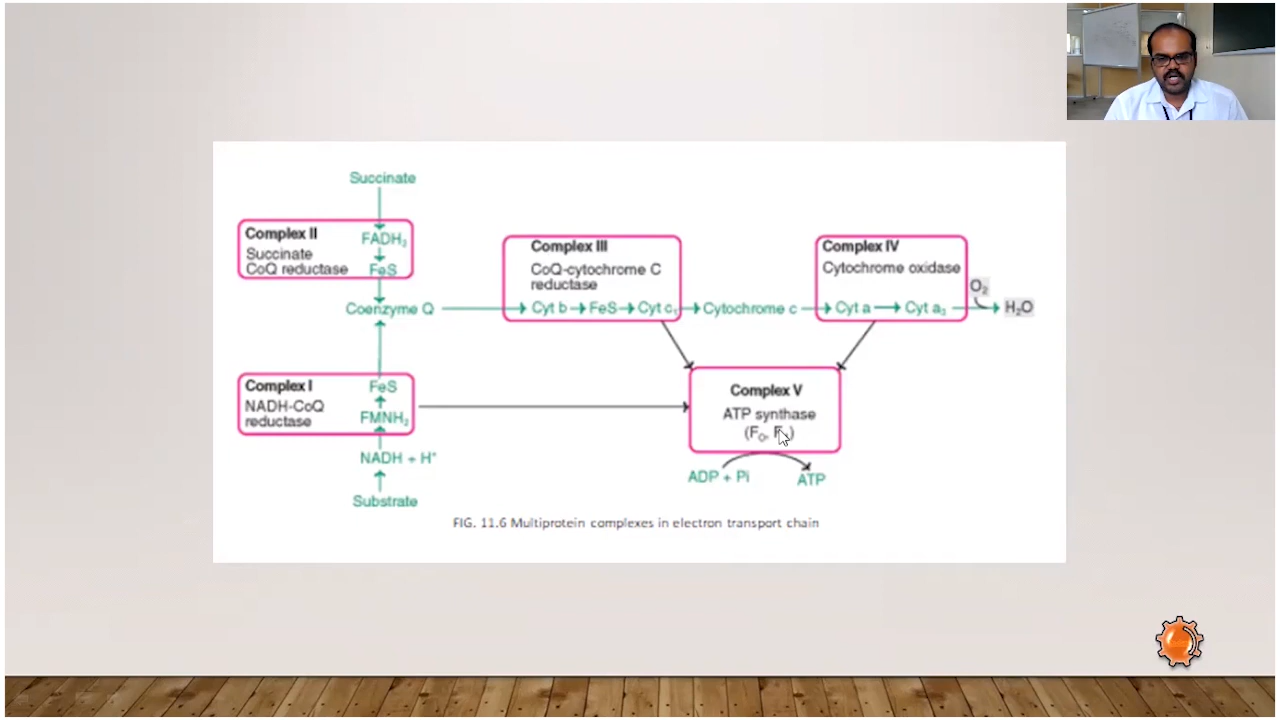 Succinate
Complex II
Succinate
CoQ reductase
FADH₂
FeS
Coenzyme Q
Complex I
NADH-CoQ
reductase
FeS
FMNH₂
NADH + H⁺
Substrate
Complex III
CoQ-cytochrome C
reductase
Cyt b → FeS → Cyt c₁
Cytochrome c
Complex IV
Cytochrome oxidase
Cyt a → Cyt a₃
O₂
H₂O
Complex V
ATP synthase
(F₀,
ADP + Pi
ATP
FIG. 11.6 Multiprotein complexes in electron transport chain